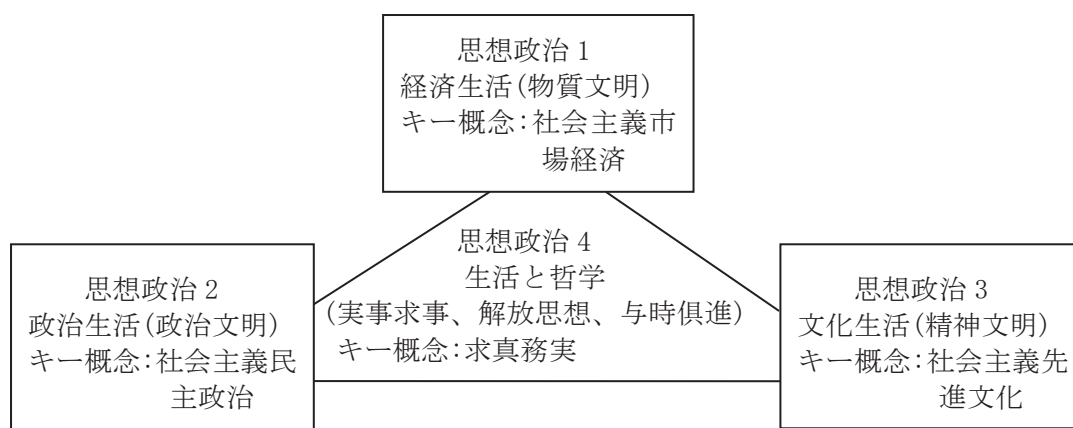 思想政治1
経済生活(物質文明)
キー概念:社会主義市
場経済
思想政治4
生活と哲学
(実事求事、解放思想、与時俱進)
キー概念:求真務実
思想政治2
政治生活(政治文明)
キー概念:社会主義民
主政治
思想政治3
文化生活(精神文明)
キー概念:社会主義先
進文化